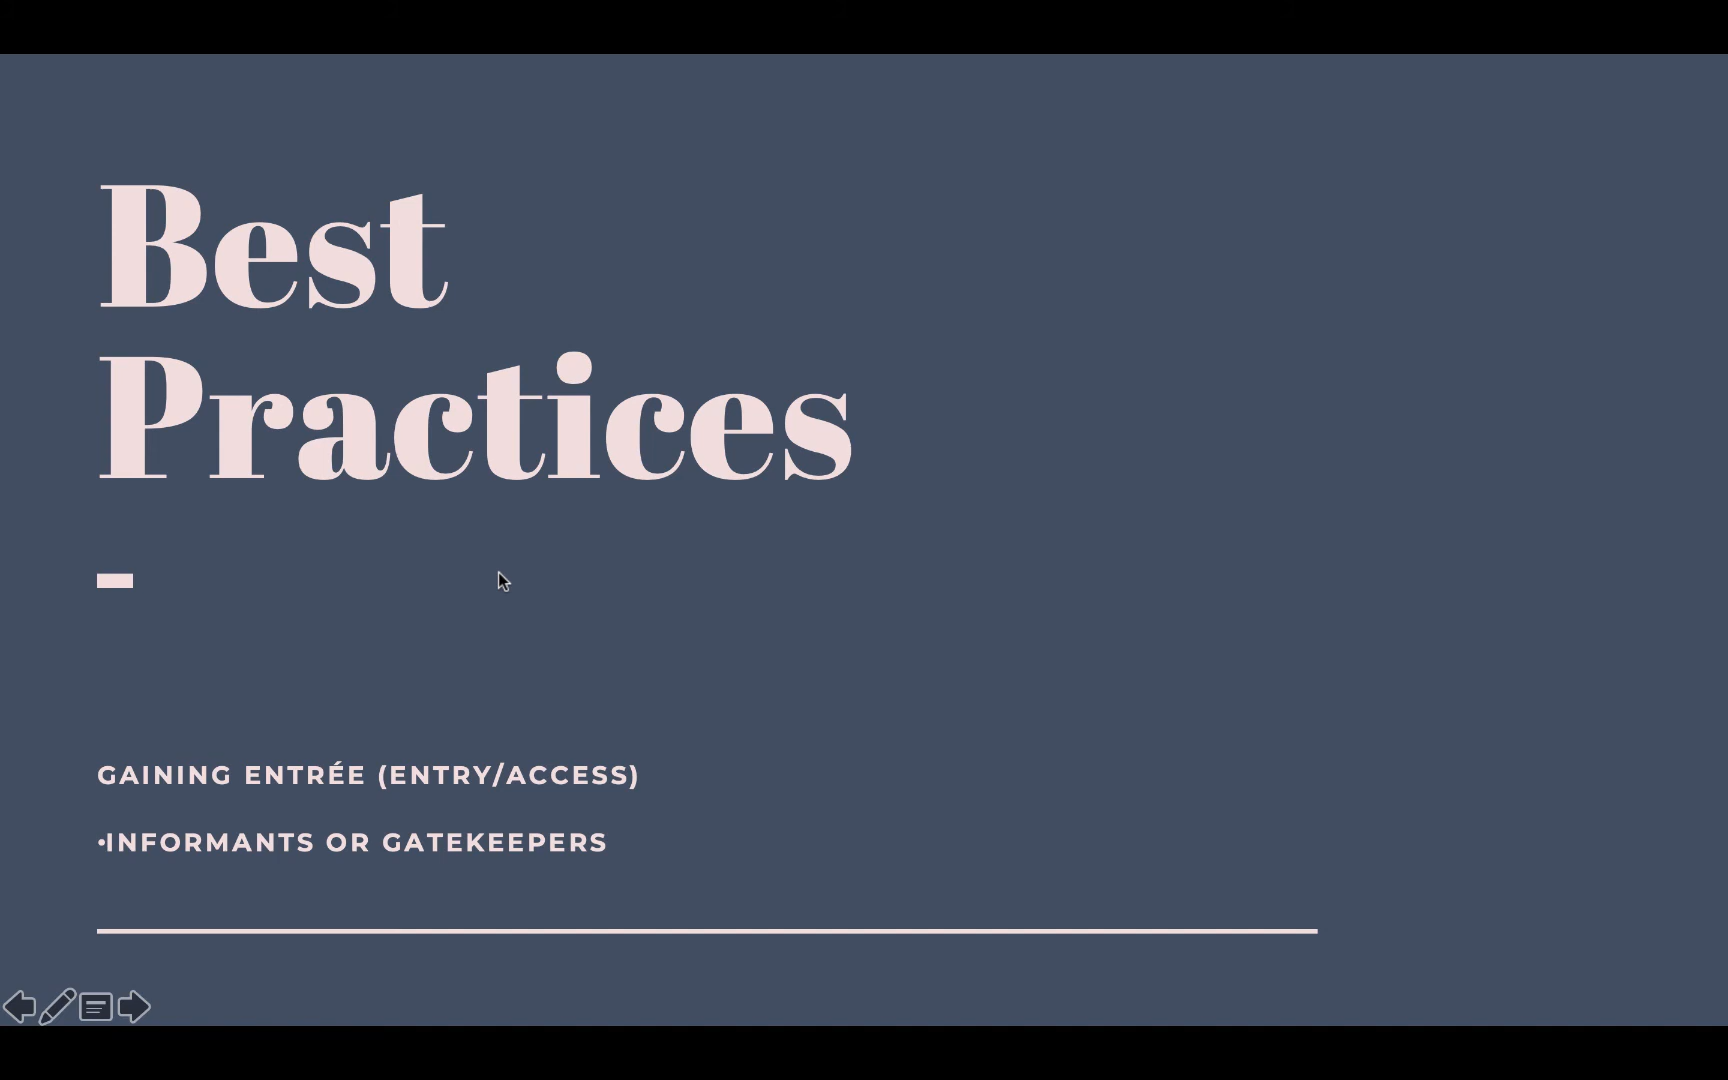 Best
Practices
GAINING ENTRÉE (ENTRY/ACCESS)
•INFORMANTS OR GATEKEEPERS